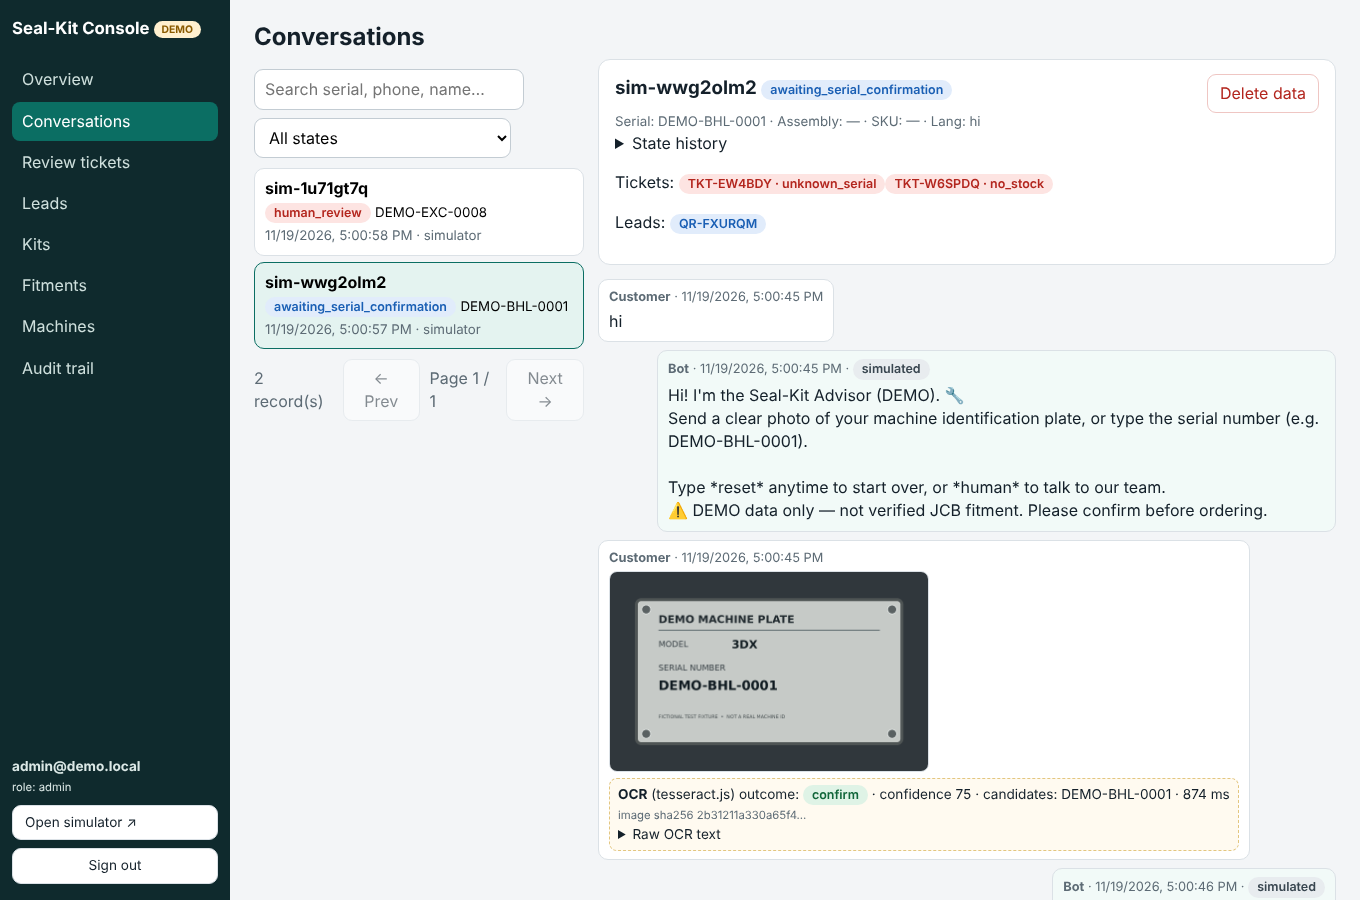 Seal-Kit Console DEMO
Overview
Conversations
Review tickets
Leads
Kits
Fitments
Machines
Audit trail
admin@demo.local
role: admin
Open simulator ↗
Sign out
Conversations
Search serial, phone, name...
All states
sim-1u71gt7q
human_review DEMO-EXC-0008
11/19/2026, 5:00:58 PM · simulator
sim-wwg2olm2
awaiting_serial_confirmation DEMO-BHL-0001
11/19/2026, 5:00:57 PM · simulator
2 record(s)
← Prev
Page 1 / 1
Next →
sim-wwg2olm2 awaiting_serial_confirmation
Delete data
Serial: DEMO-BHL-0001 · Assembly: — · SKU: — · Lang: hi
▶ State history
Tickets: TKT-EW4BDY · unknown_serial TKT-W6SPDQ · no_stock
Leads: QR-FXURQM
Customer · 11/19/2026, 5:00:45 PM
hi
Bot · 11/19/2026, 5:00:45 PM · simulated
Hi! I'm the Seal-Kit Advisor (DEMO). 🔧
Send a clear photo of your machine identification plate, or type the serial number (e.g.
DEMO-BHL-0001).
Type *reset* anytime to start over, or *human* to talk to our team.
⚠️ DEMO data only — not verified JCB fitment. Please confirm before ordering.
Customer · 11/19/2026, 5:00:45 PM
DEMO MACHINE PLATE
MODEL 3DX
SERIAL NUMBER
DEMO-BHL-0001
FICTIONAL TEST FIXTURE • NOT A REAL MACHINE ID
OCR (tesseract.js) outcome: confirm · confidence 75 · candidates: DEMO-BHL-0001 · 874 ms
image sha256 2b31211a330a65f4…
▶ Raw OCR text
Bot · 11/19/2026, 5:00:46 PM · simulated